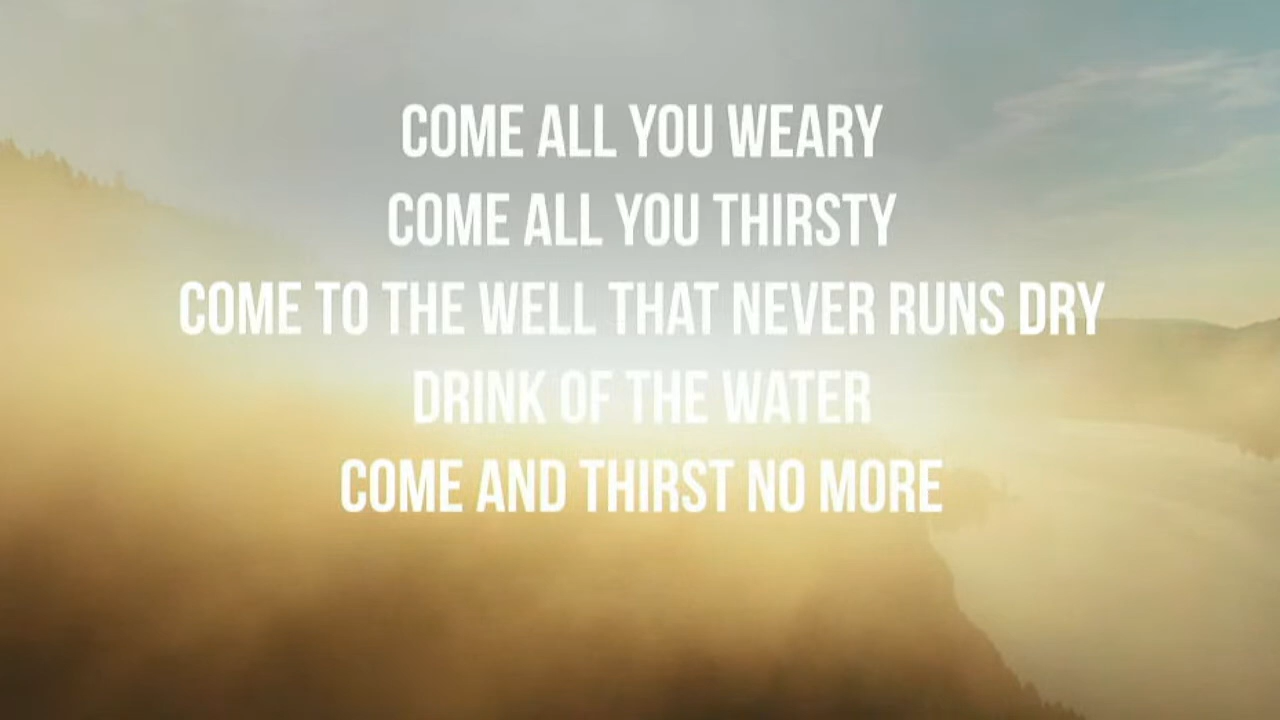 COME ALL YOU WEARY
COME ALL YOU THIRSTY
COME TO THE WELL THAT NEVER RUNS DRY
DRINK OF THE WATER
COME AND THIRST NO MORE